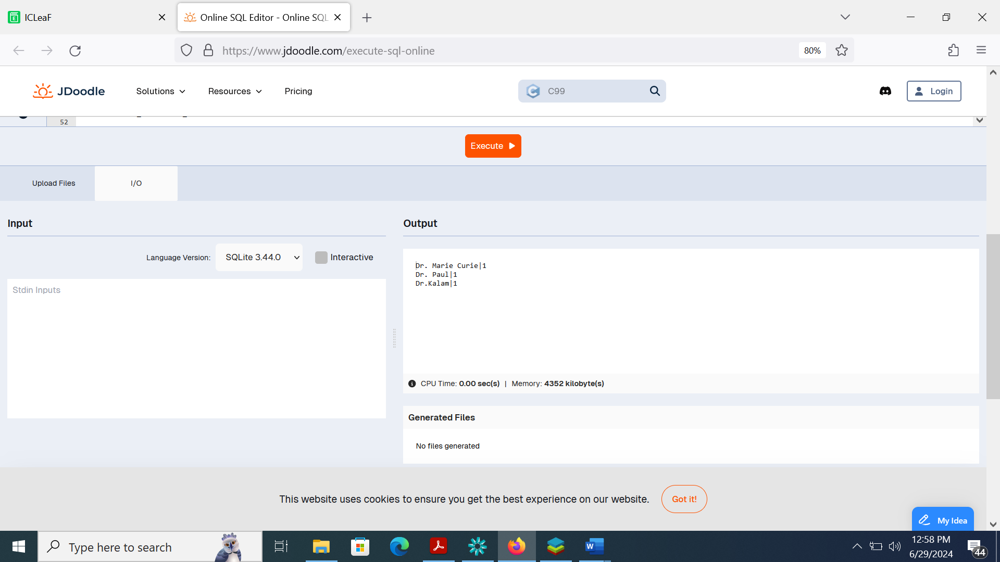 ICLeaF
Online SQL Editor - Online SQL
https://www.jdoodle.com/execute-sql-online
80%
JDoodle
Solutions
Resources
Pricing
C99
Login
52
Execute
Upload Files
I/O
Input
Output
Language Version:
SQLite 3.44.0
Interactive
Stdin Inputs
Dr. Marie Curie|1
Dr. Paul|1
Dr.Kalam|1
CPU Time: 0.00 sec(s) | Memory: 4352 kilobyte(s)
Generated Files
No files generated
This website uses cookies to ensure you get the best experience on our website.
Got it!
My Idea
Type here to search
12:58 PM
6/29/2024
44